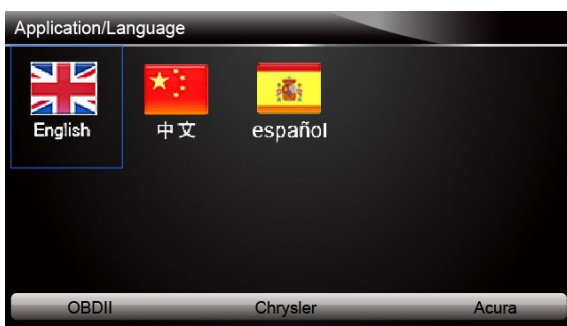 Application/Language
English 中文 español
OBDII Chrysler Acura